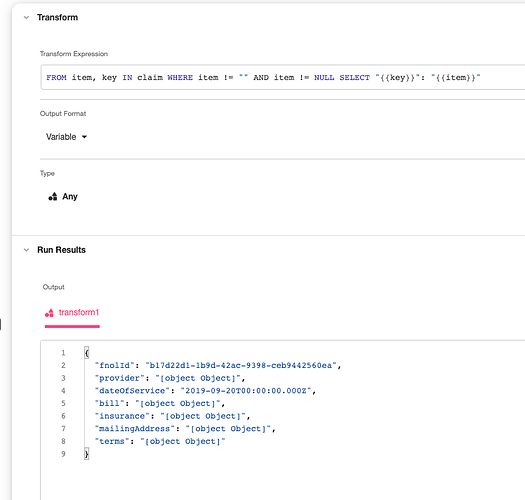 Transform
Transform Expression
FROM item, key IN claim WHERE item != "" AND item != NULL SELECT "{{key}}": "{{item}}"
Output Format
Variable
Type
Any
Run Results
Output
transform1
1 {
2 "fnolId": "b17d22d1-1b9d-42ac-9398-ceb9442560ea",
3 "provider": "[object Object]",
4 "dateOfService": "2019-09-20T00:00:00.000Z",
5 "bill": "[object Object]",
6 "insurance": "[object Object]",
7 "mailingAddress": "[object Object]",
8 "terms": "[object Object]"
9 }